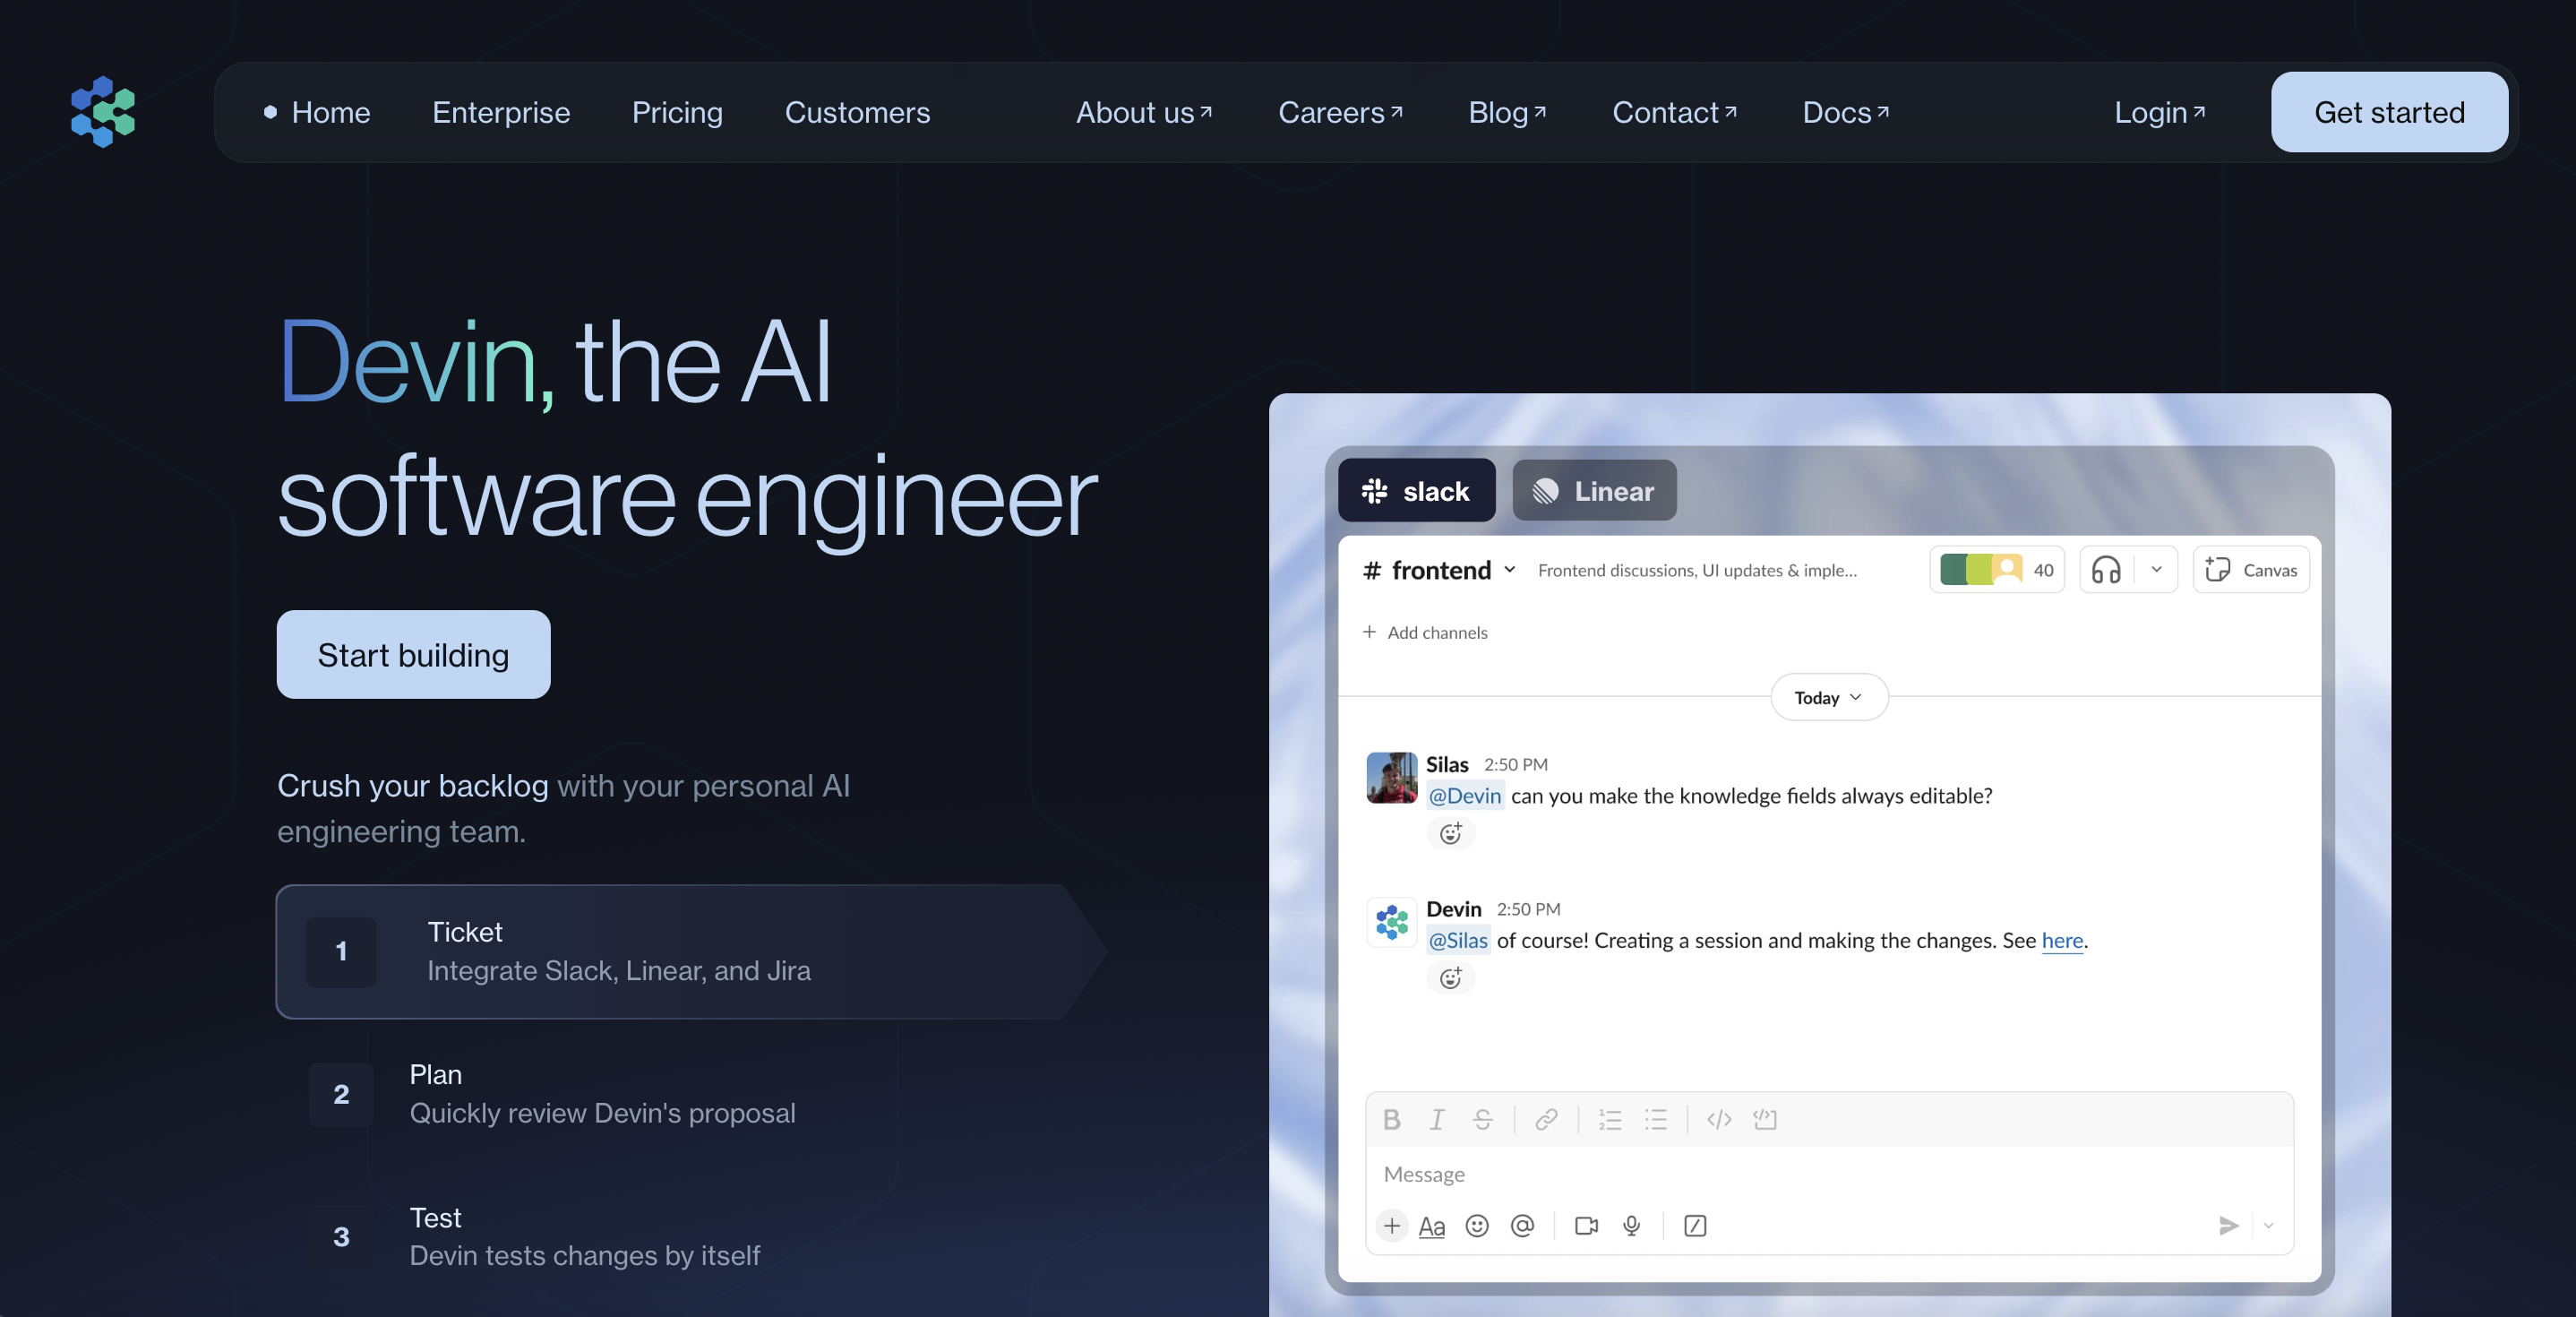 Home Enterprise Pricing Customers About us Careers Blog Contact Docs Login Get started
Devin, the AI
software engineer
Start building
Crush your backlog with your personal AI
engineering team.
1
Ticket
Integrate Slack, Linear, and Jira
2
Plan
Quickly review Devin's proposal
3
Test
Devin tests changes by itself
slack Linear
# frontend Frontend discussions, UI updates & imple... 40 Canvas
+ Add channels
Today
Silas 2:50 PM
@Devin can you make the knowledge fields always editable?
Devin 2:50 PM
@Silas of course! Creating a session and making the changes. See here.
B I S
Message
+ Aa @